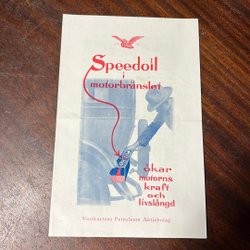 Speedoil
i
motorbränslet
ökar
motorns
kraft
och
livslängd
Vestkustens Petroleum Aktiebolag